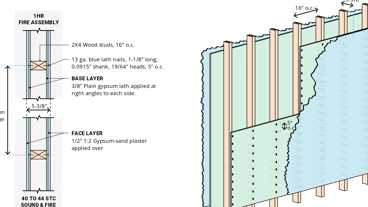 1HR
FIRE ASSEMBLY
2X4 Wood studs, 16" o.c.
13 ga. blue lath nails, 1-1/8" long,
0.0915" shank, 19/64" heads, 5" o.c.
BASE LAYER
3/8" Plain gypsum lath applied at
right angles to each side.
5-3/8"
FACE LAYER
1/2" 1:2 Gypsum-sand plaster
applied over
40 TO 44 STC
SOUND & FIRE
16" o.c.
5"
o.c.